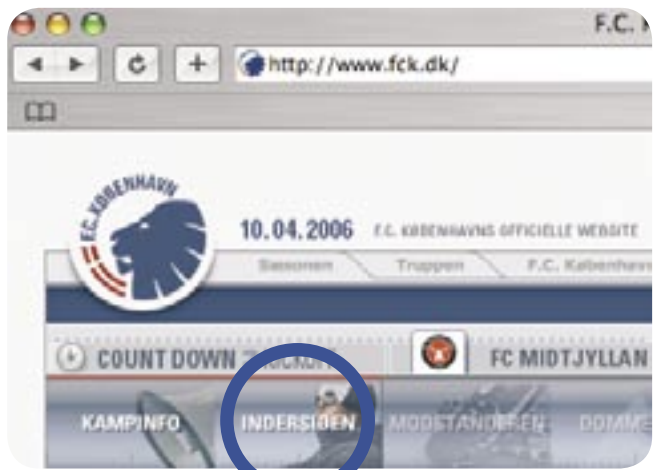 F.C. K
http://www.fck.dk/
F.C.KØBENHAVN
10.04.2006 F.C. KØBENHAVNS OFFICIELLE WEBSITE
Sæsonen Truppen F.C. København
COUNT DOWN FC MIDTJYLLAN
KAMPINFO INDERSIDEN MODSTANDEREN DOMME